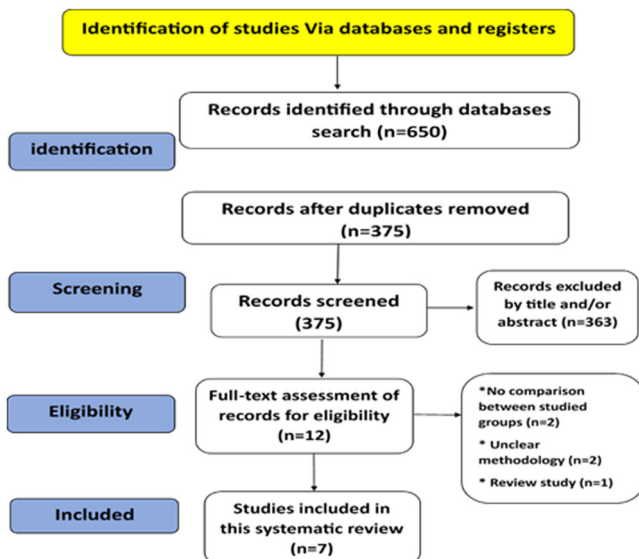 Identification of studies Via databases and registers
Records identified through databases
search (n=650)
identification
Records after duplicates removed
(n=375)
Screening
Records screened
(375)
Records excluded
by title and/or
abstract (n=363)
Eligibility
Full-text assessment of
records for eligibility
(n=12)
*No comparison
between studied
groups (n=2)
* Unclear
methodology (n=2)
* Review study (n=1)
Included
Studies included in
this systematic review
(n=7)